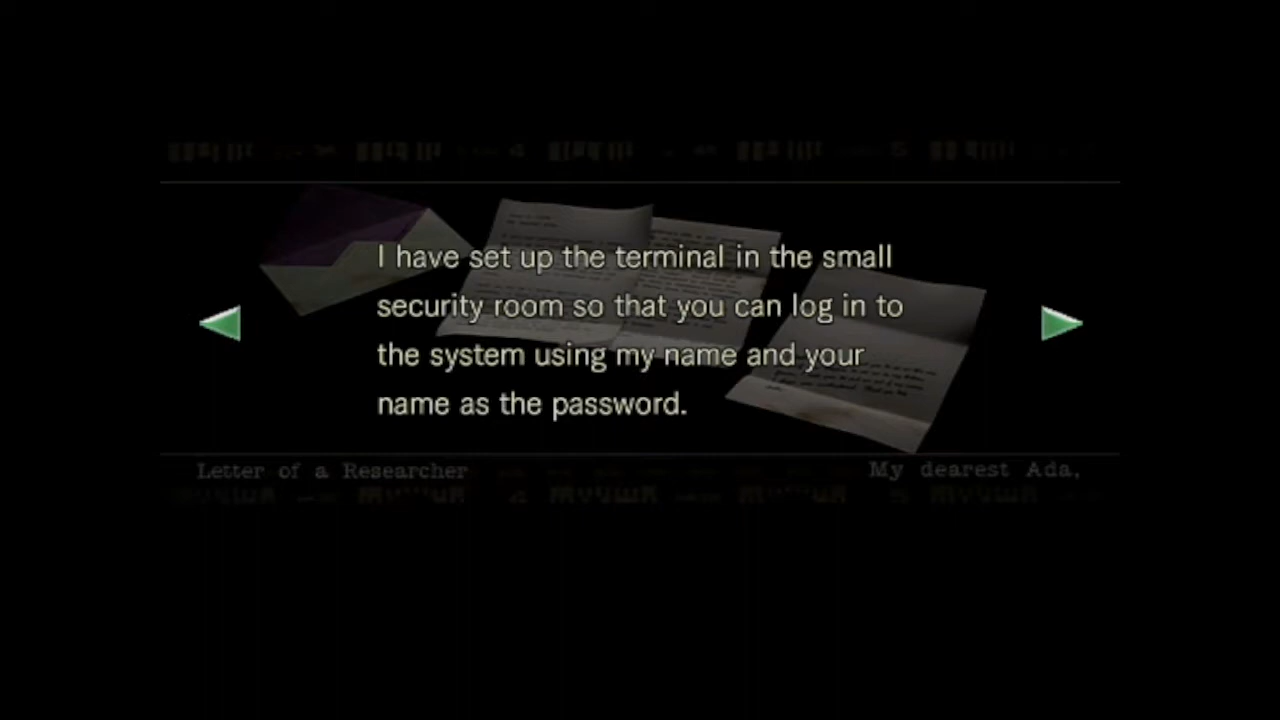 I have set up the terminal in the small
security room so that you can log in to
the system using my name and your
name as the password.
Letter of a Researcher
My dearest Ada,